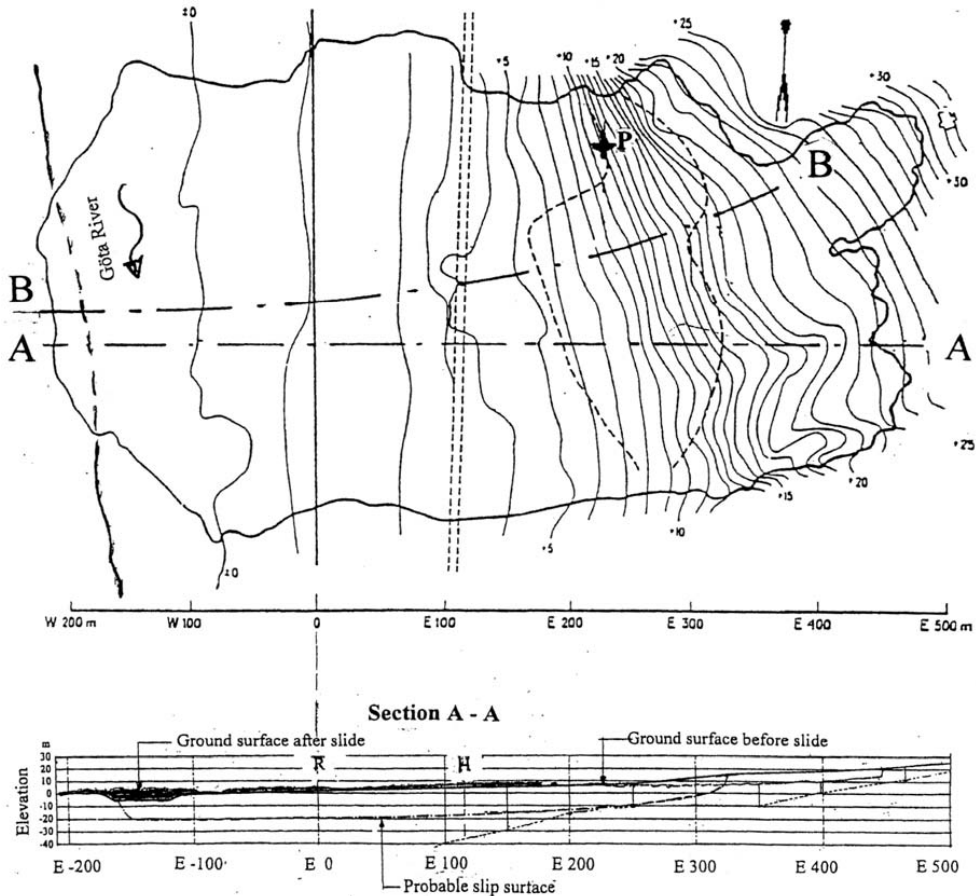 ±0
+5
+10
+15
+20
+25
+30
P
B
+30
Göta River
B
A
A
+25
+20
+15
+10
+5
±0
W 200 m
W 100
0
E 100
E 200
E 300
E 400
E 500 m
Section A - A
Ground surface after slide
R
H
Ground surface before slide
m
30
20
10
0
-10
-20
-30
-40
Elevation
E -200
E -100
E 0
E 100
E 200
E 300
E 400
E 500
Probable slip surface